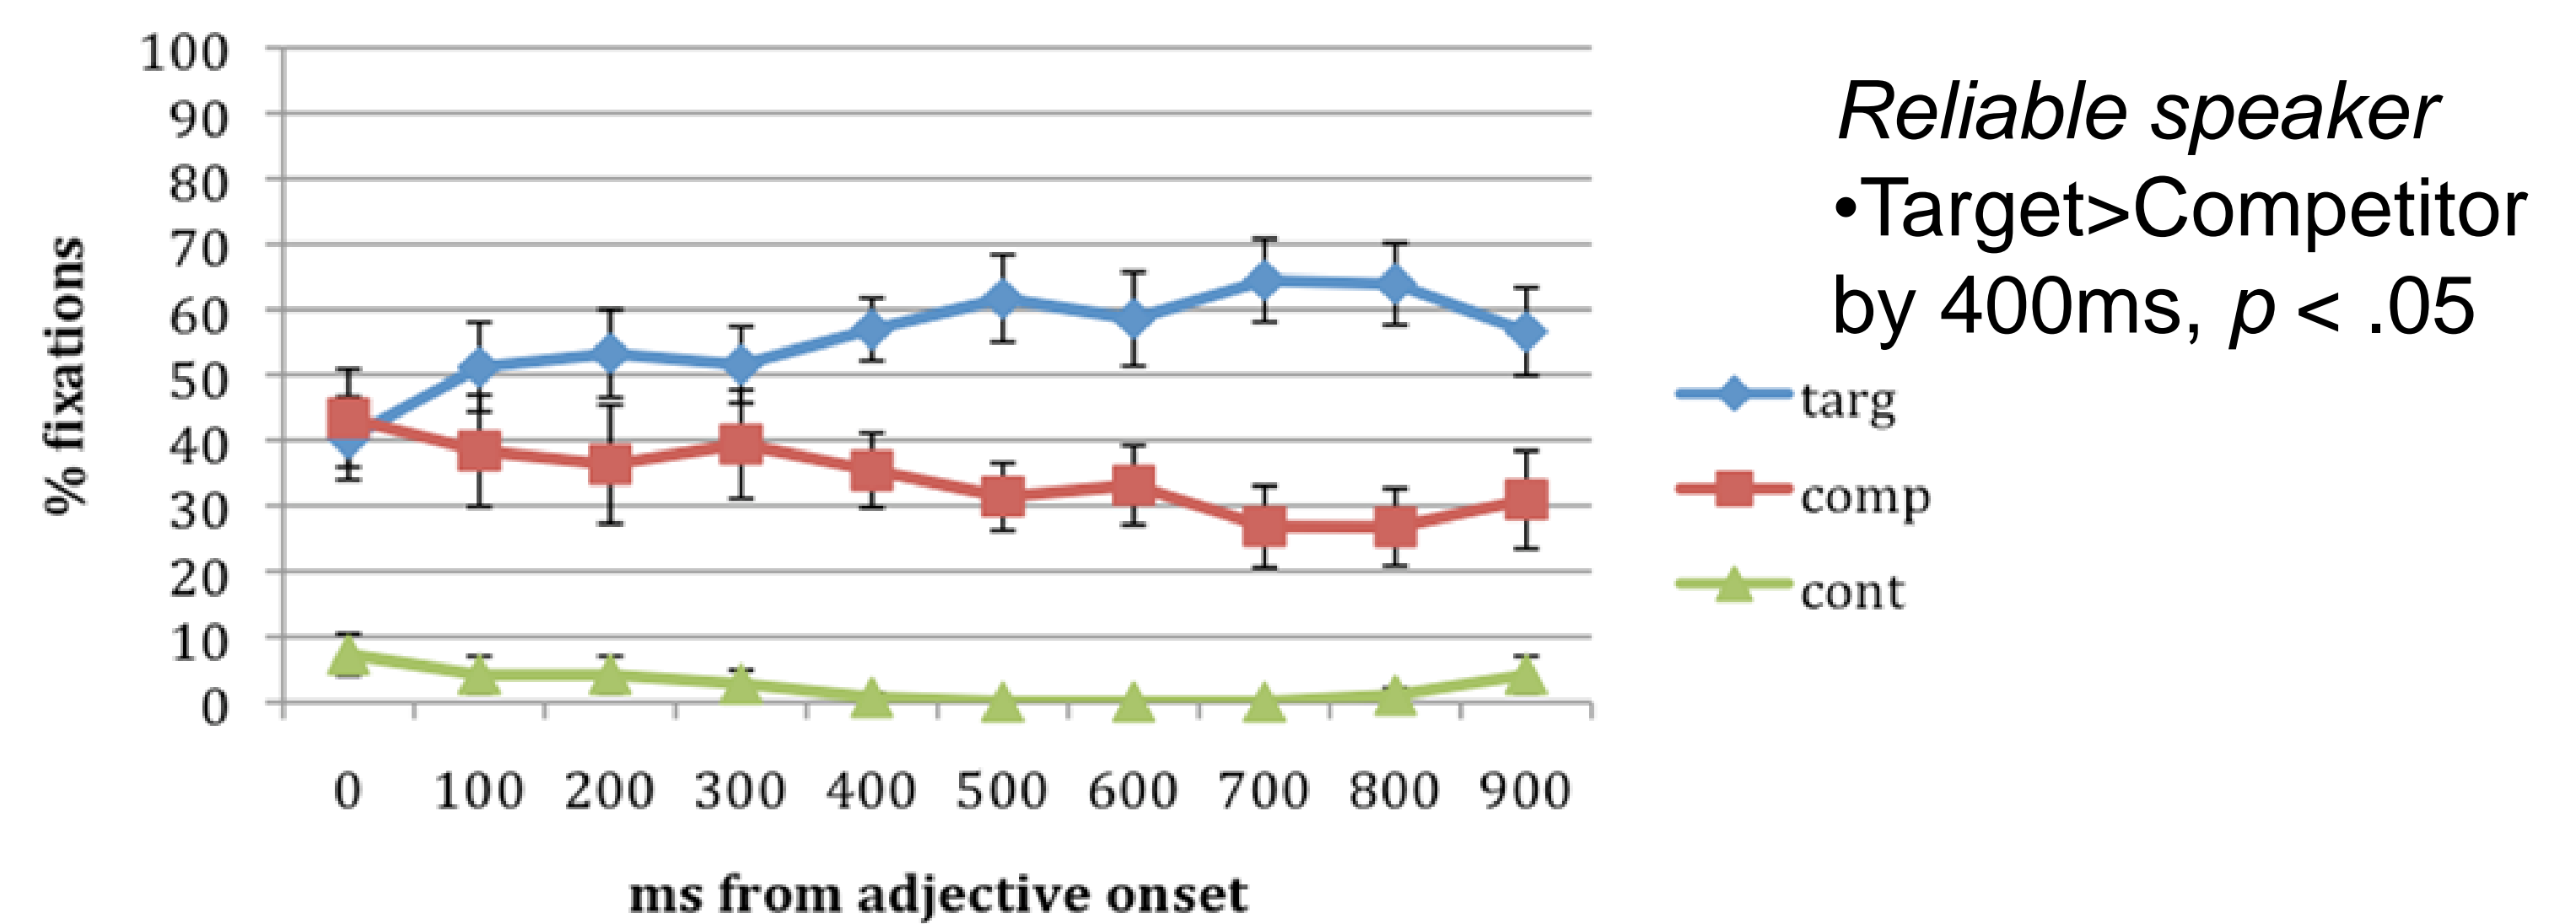 100
90
80
70
60
50
40
30
20
10
0
% fixations
0 100 200 300 400 500 600 700 800 900
ms from adjective onset
Reliable speaker
•Target>Competitor
by 400ms, p < .05
targ
comp
cont